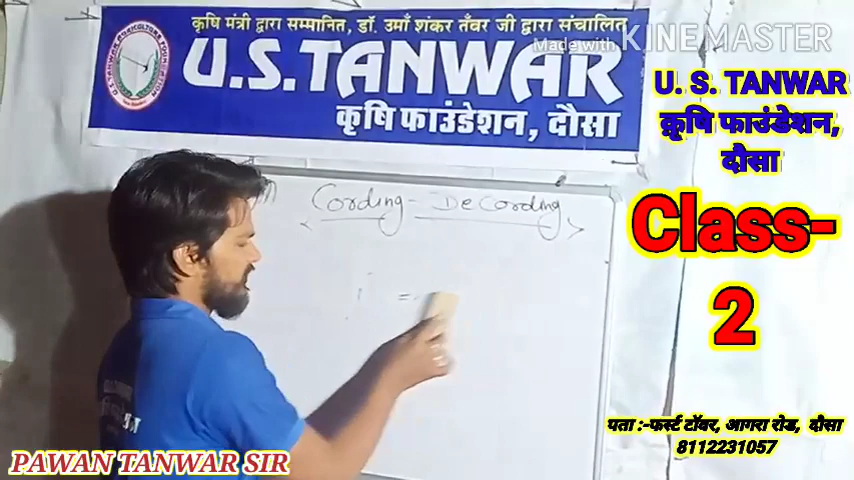 कृषि मंत्री द्वारा सम्मानित, डॉ. उमाँ शंकर तँवर जी द्वारा संचालित
Made with KINEMASTER
U.S.TANWAR
कृषि फाउंडेशन, दौसा
U. S. TANWAR
कृषि फाउंडेशन,
दौसा
Cording - DeCording
Class-
2
पता :-फर्स्ट टॉवर, आगरा रोड, दौसा
8112231057
PAWAN TANWAR SIR